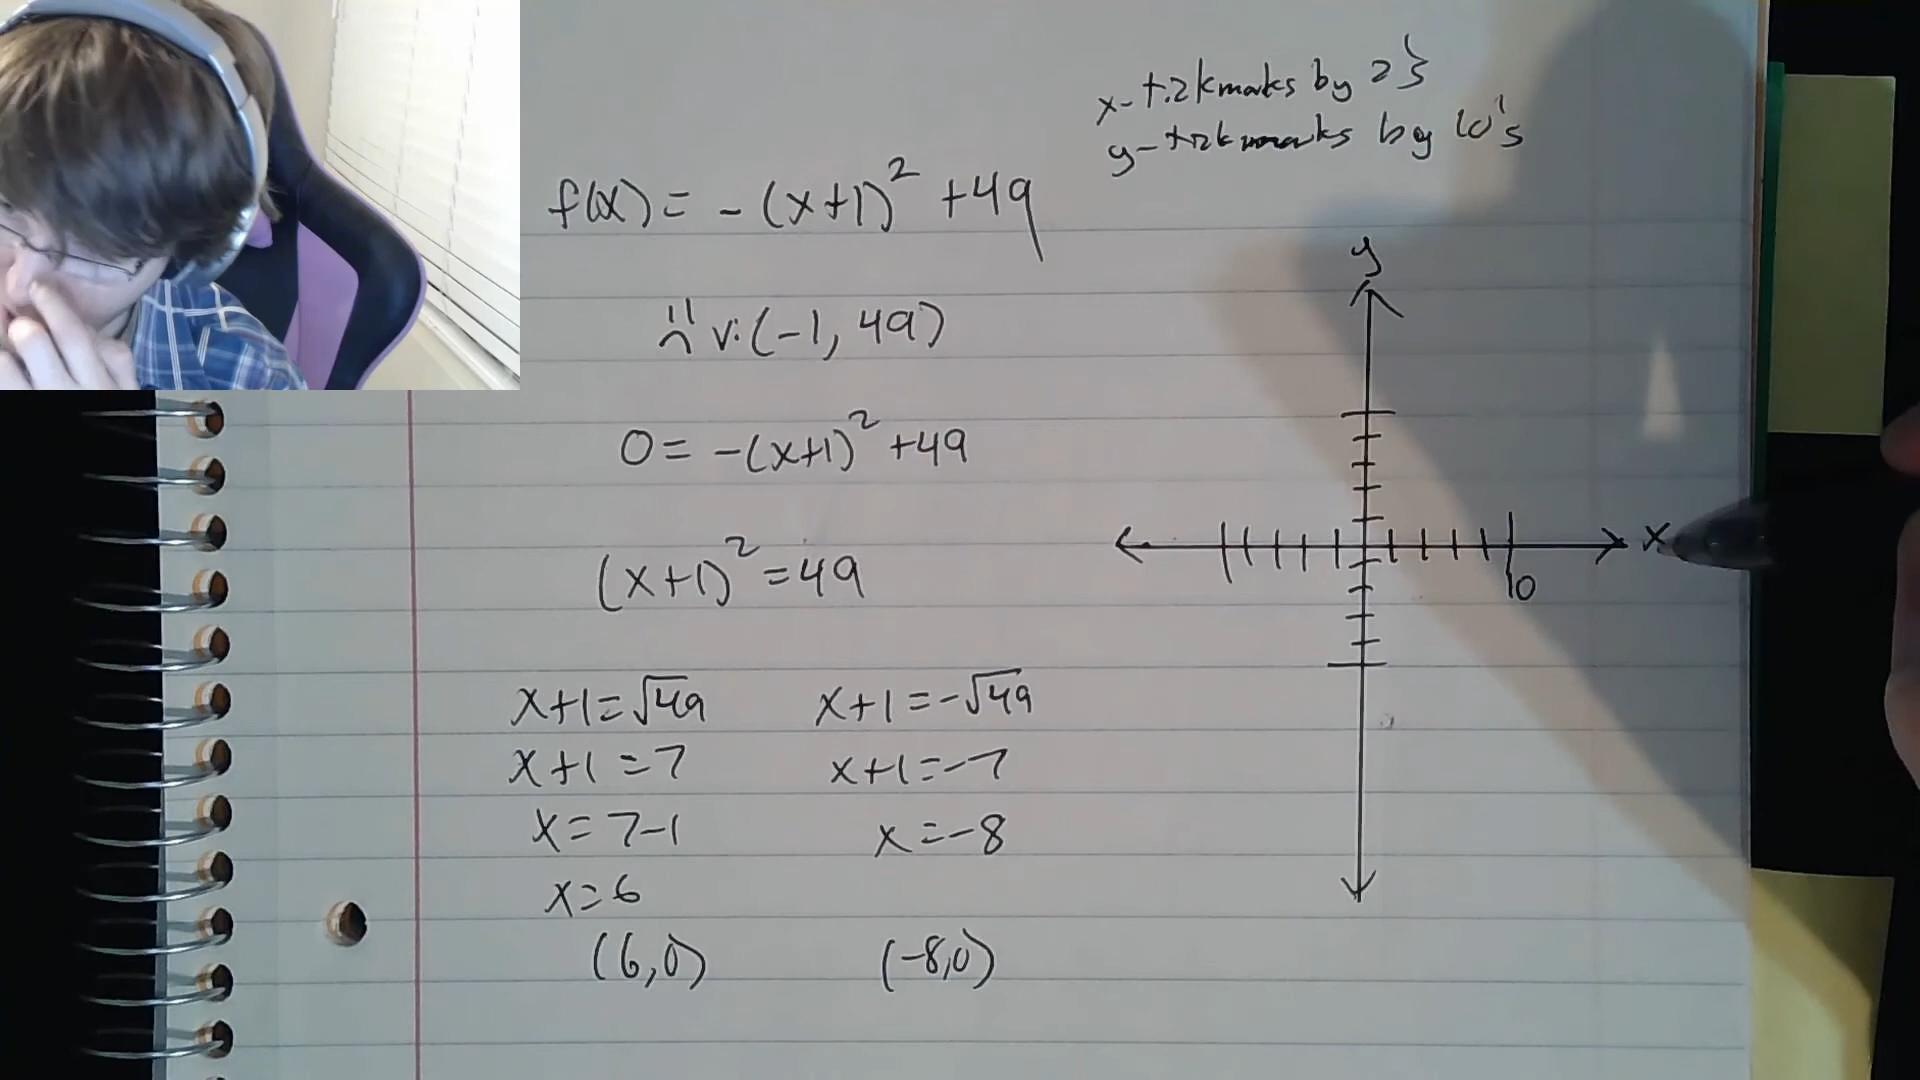 x-tickmarks by 2's
y-tickmarks by 10's
f(x) = -(x+1)² +49
v:(-1, 49)
0 = -(x+1)² +49
(x+1)² = 49
x+1 = √49 x+1 = -√49
x+1 = 7 x+1 = -7
x = 7-1 x = -8
x = 6
(6,0) (-8,0)
y
x
10